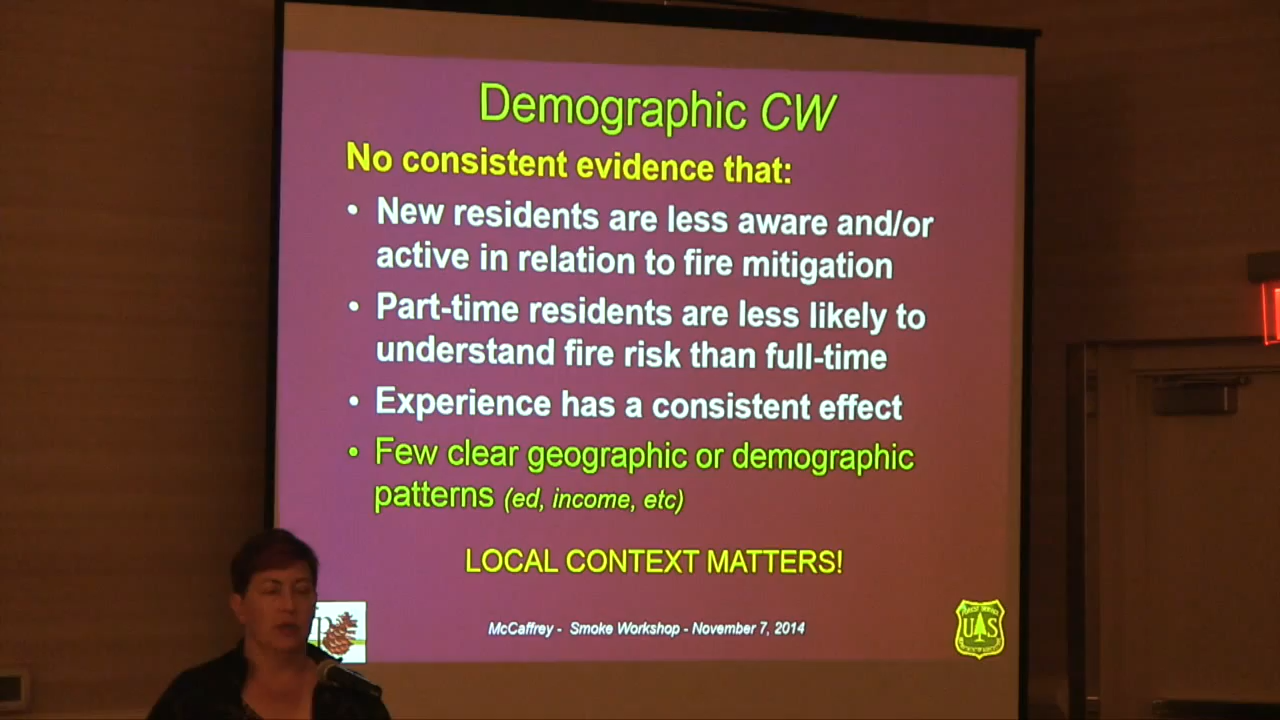 Demographic CW
No consistent evidence that:
• New residents are less aware and/or
active in relation to fire mitigation
• Part-time residents are less likely to
understand fire risk than full-time
• Experience has a consistent effect
• Few clear geographic or demographic
patterns (ed, income, etc)
LOCAL CONTEXT MATTERS!
McCaffrey - Smoke Workshop - November 7, 2014
FOREST SERVICE
U S